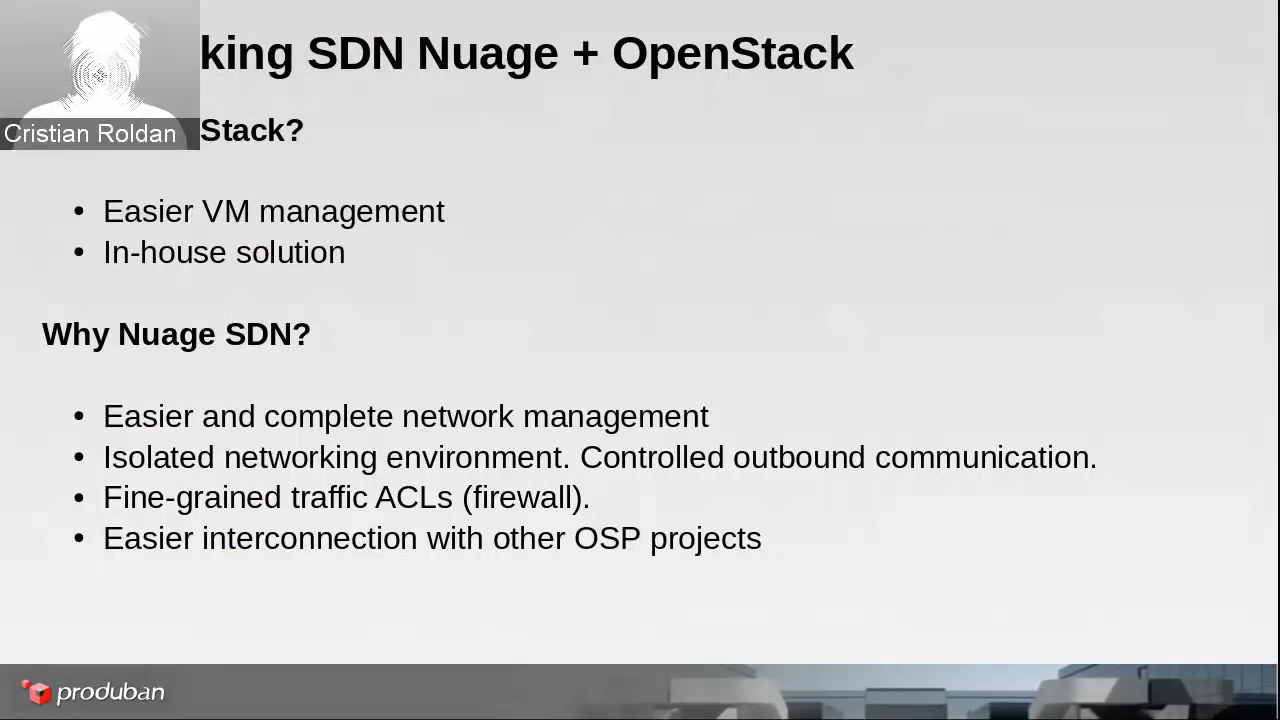 king SDN Nuage + OpenStack
Cristian Roldan
Stack?
• Easier VM management
• In-house solution
Why Nuage SDN?
• Easier and complete network management
• Isolated networking environment. Controlled outbound communication.
• Fine-grained traffic ACLs (firewall).
• Easier interconnection with other OSP projects
produban